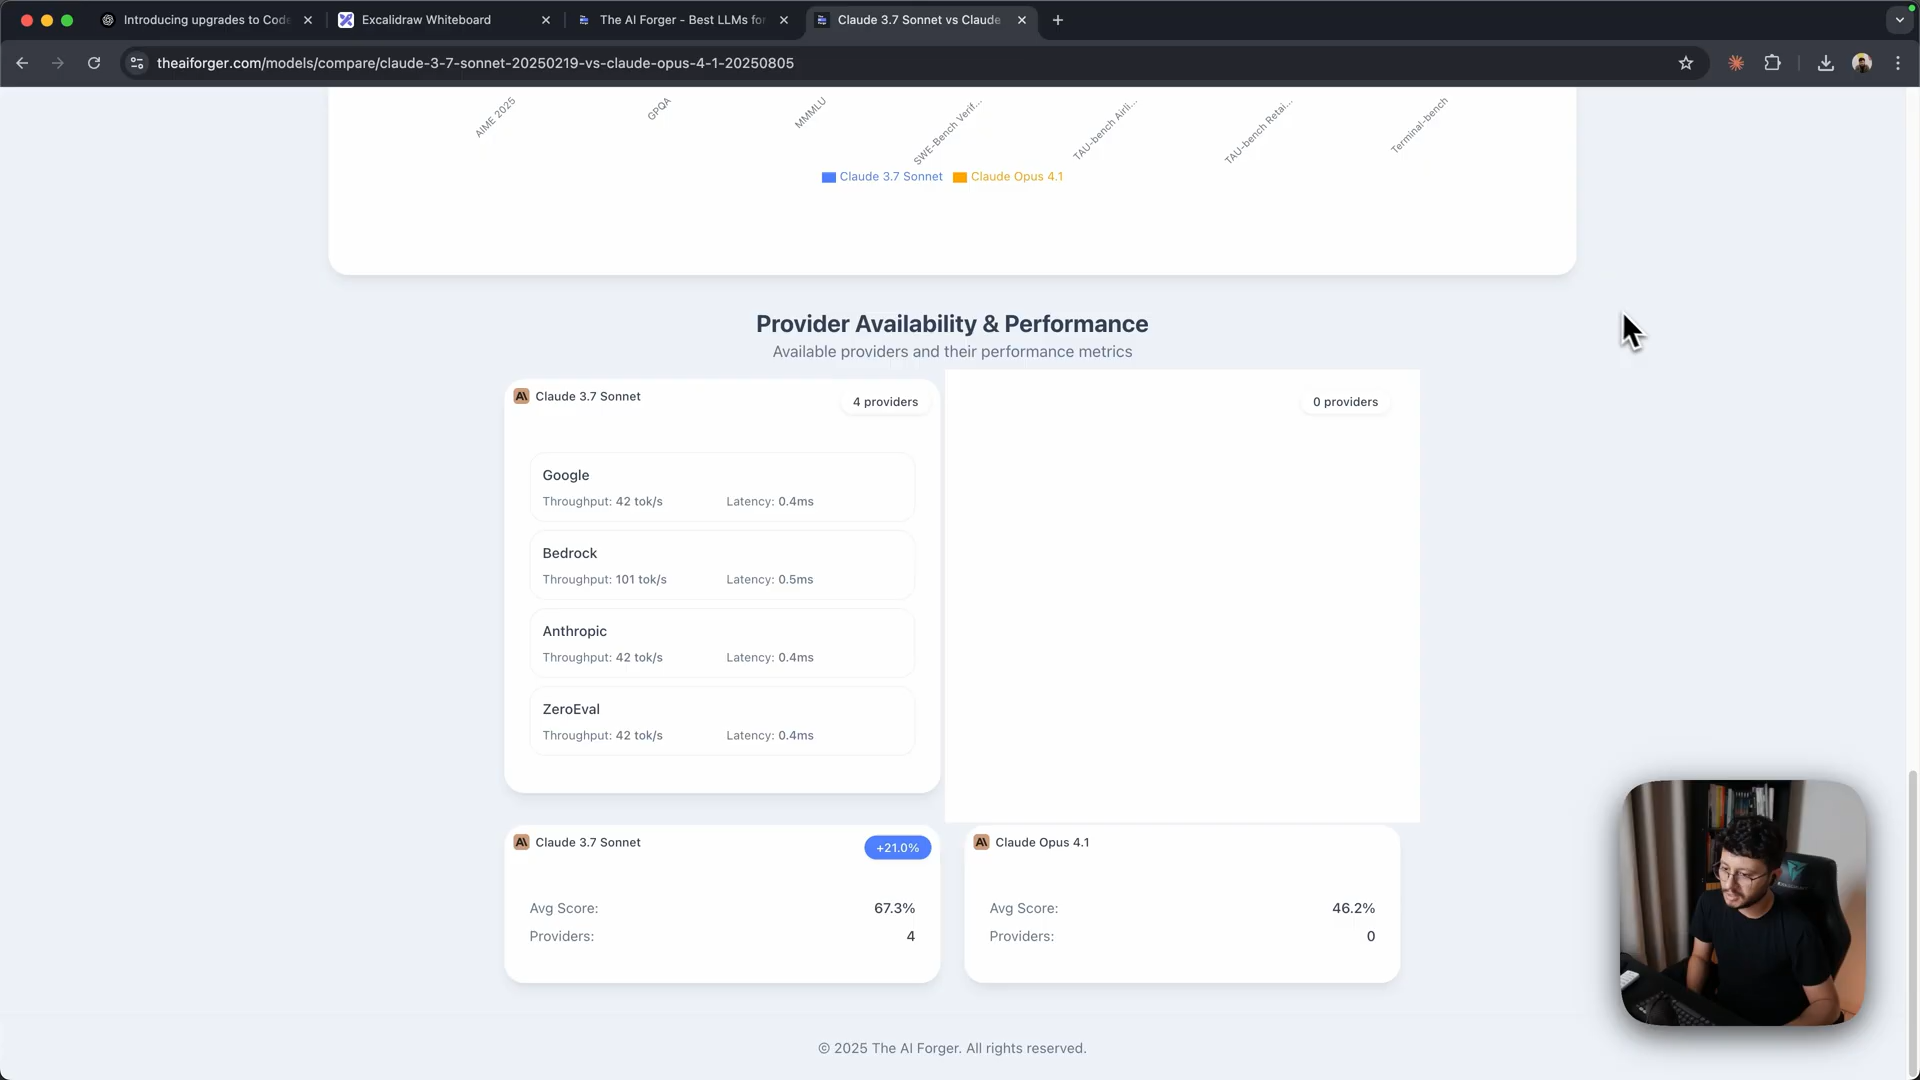 Introducing upgrades to Code
Excalidraw Whiteboard
The AI Forger - Best LLMs for
Claude 3.7 Sonnet vs Claude
theaiforger.com/models/compare/claude-3-7-sonnet-20250219-vs-claude-opus-4-1-20250805
AIME 2025
GPQA
MMMLU
SWE-Bench Verif...
TAU-bench Airli...
TAU-bench Retai...
Terminal-bench
Claude 3.7 Sonnet
Claude Opus 4.1
Provider Availability & Performance
Available providers and their performance metrics
Claude 3.7 Sonnet
4 providers
Google
Throughput: 42 tok/s Latency: 0.4ms
Bedrock
Throughput: 101 tok/s Latency: 0.5ms
Anthropic
Throughput: 42 tok/s Latency: 0.4ms
ZeroEval
Throughput: 42 tok/s Latency: 0.4ms
0 providers
Claude 3.7 Sonnet
+21.0%
Avg Score: 67.3%
Providers: 4
Claude Opus 4.1
Avg Score: 46.2%
Providers: 0
© 2025 The AI Forger. All rights reserved.